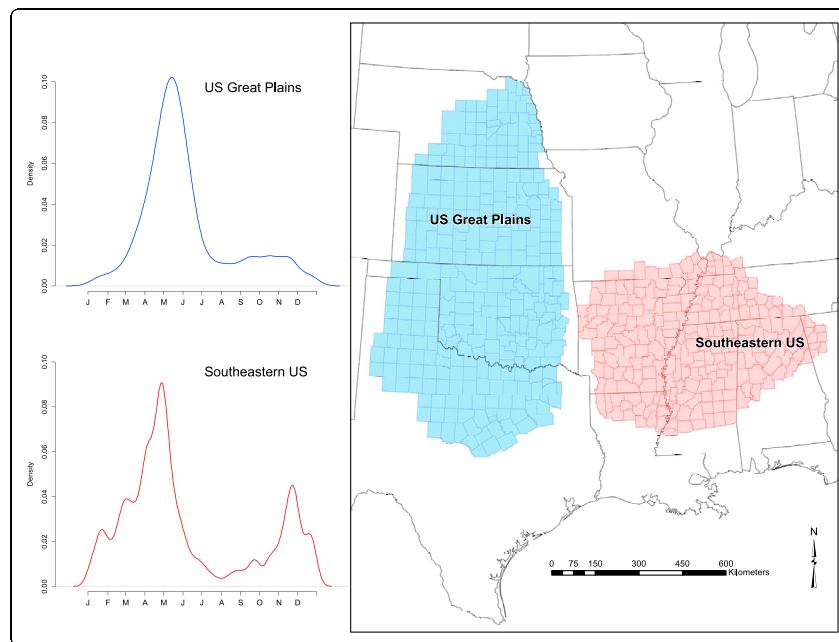 US Great Plains
Density
0.00 0.02 0.04 0.06 0.08 0.10
J F M A M J J A S O N D
Southeastern US
Density
0.00 0.02 0.04 0.06 0.08 0.10
J F M A M J J A S O N D
US Great Plains
Southeastern US
N
0 75 150 300 450 600
Kilometers